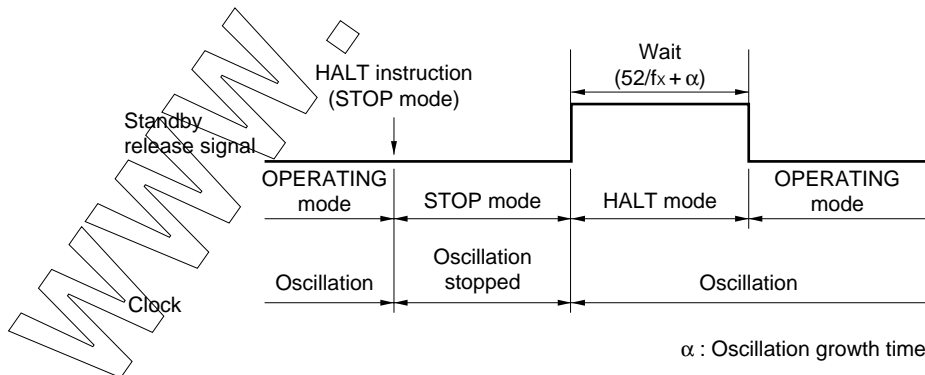 Wait
(52/fx + α)
HALT instruction
(STOP mode)
Standby
release signal
OPERATING
mode
STOP mode
HALT mode
OPERATING
mode
Oscillation
Oscillation
stopped
Oscillation
Clock
α : Oscillation growth time
www.